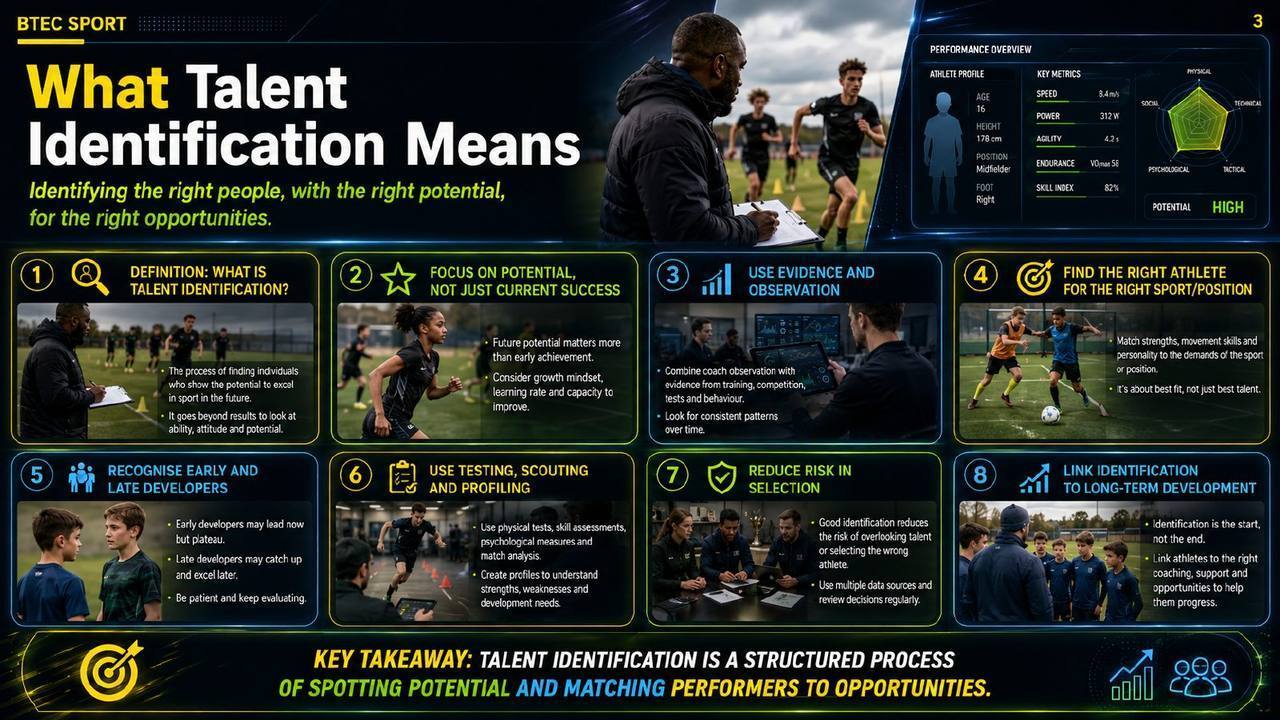 BTEC SPORT
3
What Talent
Identification Means
Identifying the right people, with the right potential,
for the right opportunities.
PERFORMANCE OVERVIEW
ATHLETE PROFILE
AGE
16
HEIGHT
178 cm
POSITION
Midfielder
FOOT
Right
KEY METRICS
SPEED 8.4 m/s
POWER 312 W
AGILITY 4.2 s
ENDURANCE VO₂max 58
SKILL INDEX 82%
PHYSICAL
SOCIAL
TECHNICAL
PSYCHOLOGICAL
TACTICAL
POTENTIAL HIGH
1
DEFINITION: WHAT IS
TALENT IDENTIFICATION?
• The process of finding individuals
who show the potential to excel
in sport in the future.
• It goes beyond results to look at
ability, attitude and potential.
2
FOCUS ON POTENTIAL,
NOT JUST CURRENT SUCCESS
• Future potential matters more
than early achievement.
• Consider growth mindset,
learning rate and capacity to
improve.
3
USE EVIDENCE AND
OBSERVATION
• Combine coach observation with
evidence from training, competition,
tests and behaviour.
• Look for consistent patterns
over time.
4
FIND THE RIGHT ATHLETE
FOR THE RIGHT SPORT/POSITION
• Match strengths, movement skills and
personality to the demands of the sport
or position.
• It's about best fit, not just best talent.
5
RECOGNISE EARLY AND
LATE DEVELOPERS
• Early developers may lead now
but plateau.
• Late developers may catch up
and excel later.
• Be patient and keep evaluating.
6
USE TESTING, SCOUTING
AND PROFILING
• Use physical tests, skill assessments,
psychological measures and
match analysis.
• Create profiles to understand
strengths, weaknesses and
development needs.
7
REDUCE RISK IN
SELECTION
• Good identification reduces
the risk of overlooking talent
or selecting the wrong
athlete.
• Use multiple data sources and
review decisions regularly.
8
LINK IDENTIFICATION
TO LONG-TERM DEVELOPMENT
• Identification is the start,
not the end.
• Link athletes to the right
coaching, support and
opportunities to help
them progress.
KEY TAKEAWAY: TALENT IDENTIFICATION IS A STRUCTURED PROCESS
OF SPOTTING POTENTIAL AND MATCHING PERFORMERS TO OPPORTUNITIES.